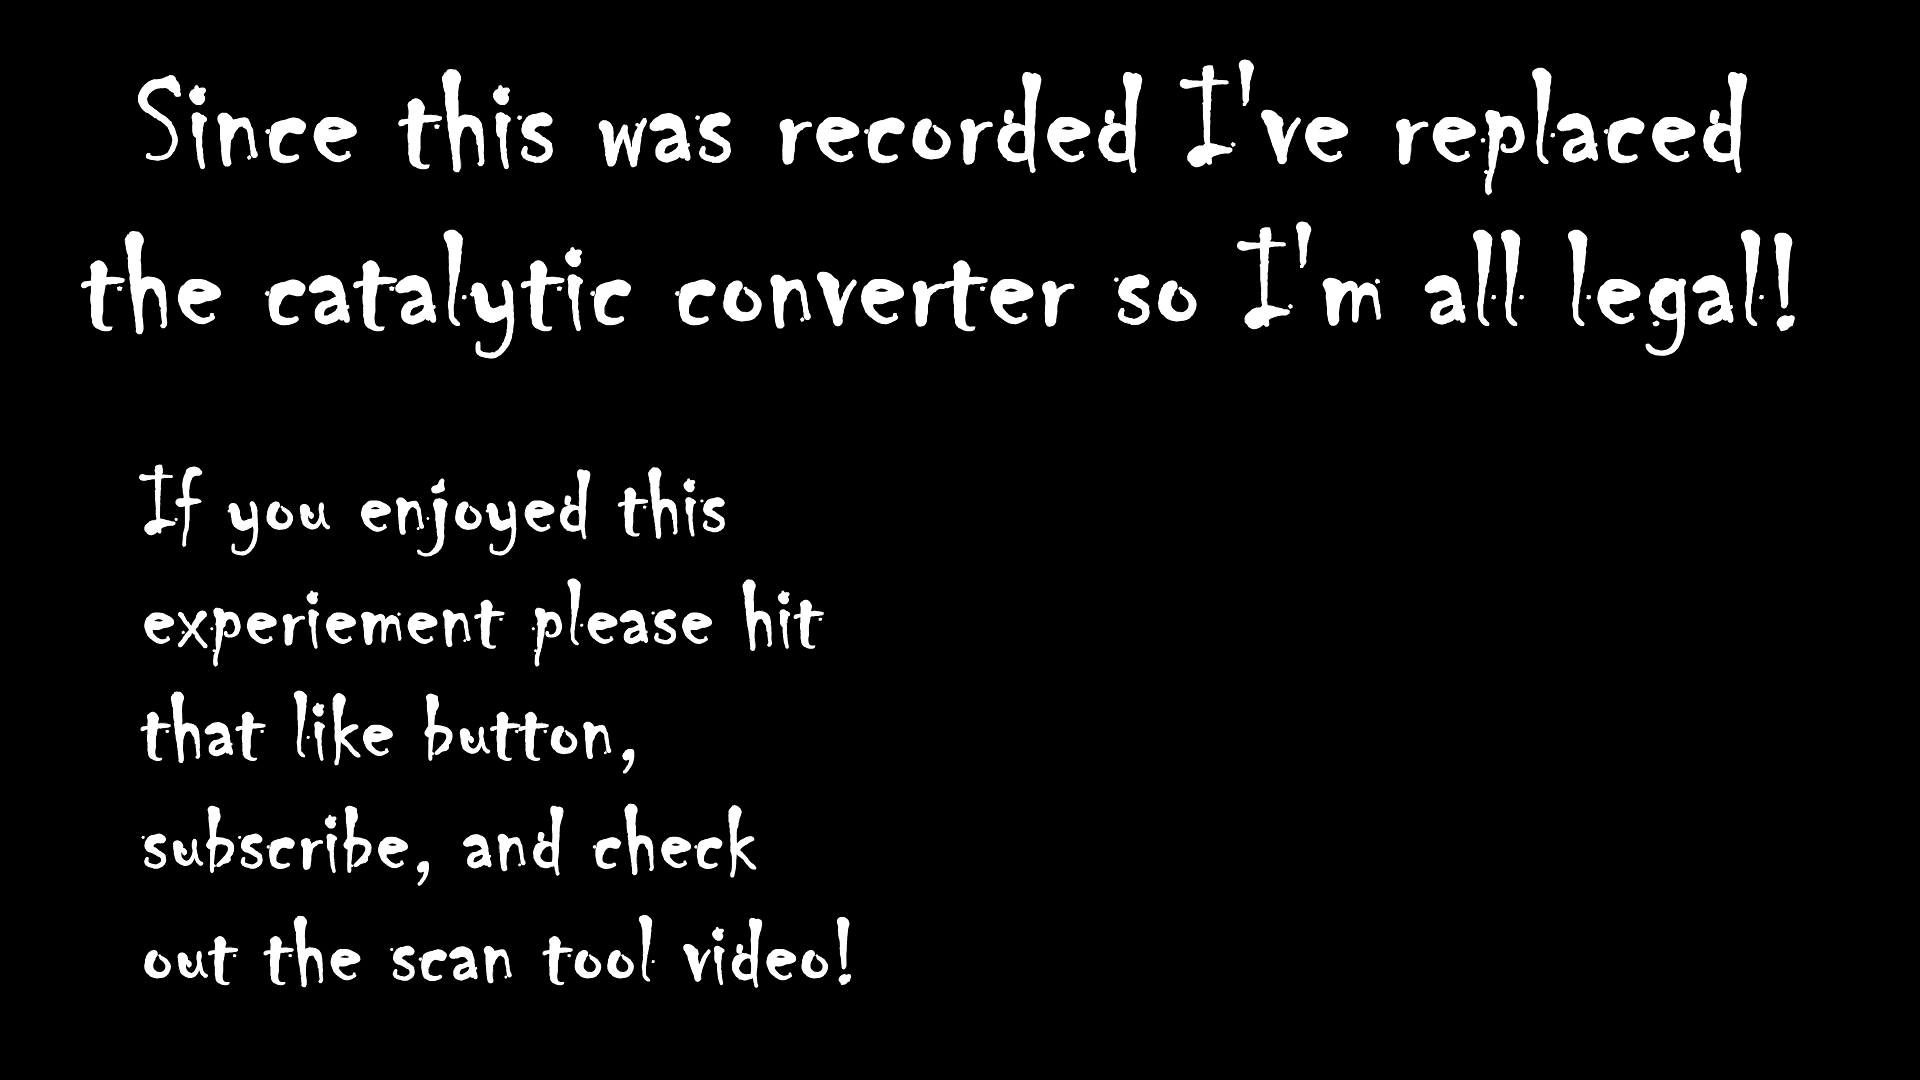 Since this was recorded I've replaced
the catalytic converter so I'm all legal!
If you enjoyed this
experiement please hit
that like button,
subscribe, and check
out the scan tool video!